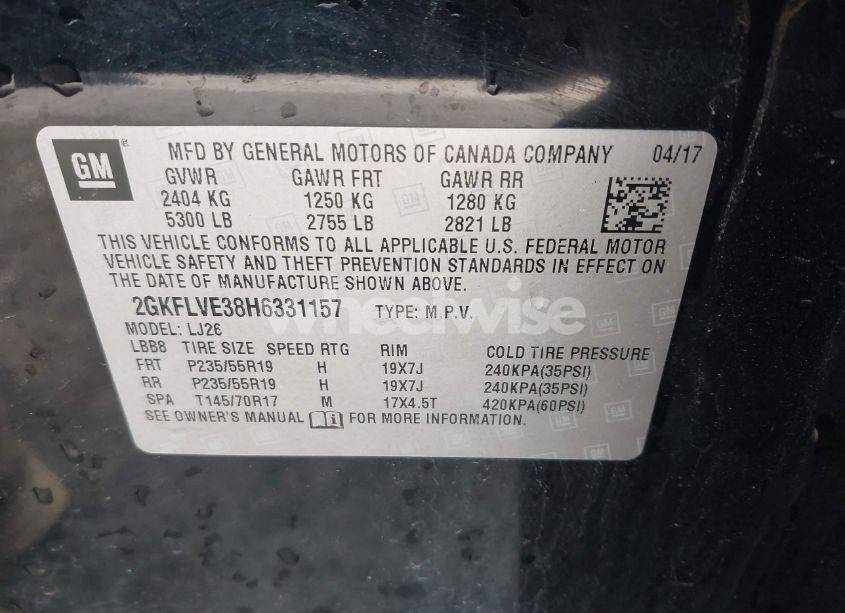 GM
MFD BY GENERAL MOTORS OF CANADA COMPANY 04/17
GVWR GAWR FRT GAWR RR
2404 KG 1250 KG 1280 KG
5300 LB 2755 LB 2821 LB
THIS VEHICLE CONFORMS TO ALL APPLICABLE U.S. FEDERAL MOTOR
VEHICLE SAFETY AND THEFT PREVENTION STANDARDS IN EFFECT ON
THE DATE OF MANUFACTURE SHOWN ABOVE.
2GKFLVE38H6331157 TYPE: M.P.V.
wheelwise
MODEL: LJ26
LBB8 TIRE SIZE SPEED RTG RIM COLD TIRE PRESSURE
FRT P235/55R19 H 19X7J 240KPA(35PSI)
RR P235/55R19 H 19X7J 240KPA(35PSI)
SPA T145/70R17 M 17X4.5T 420KPA(60PSI)
SEE OWNER'S MANUAL FOR MORE INFORMATION.